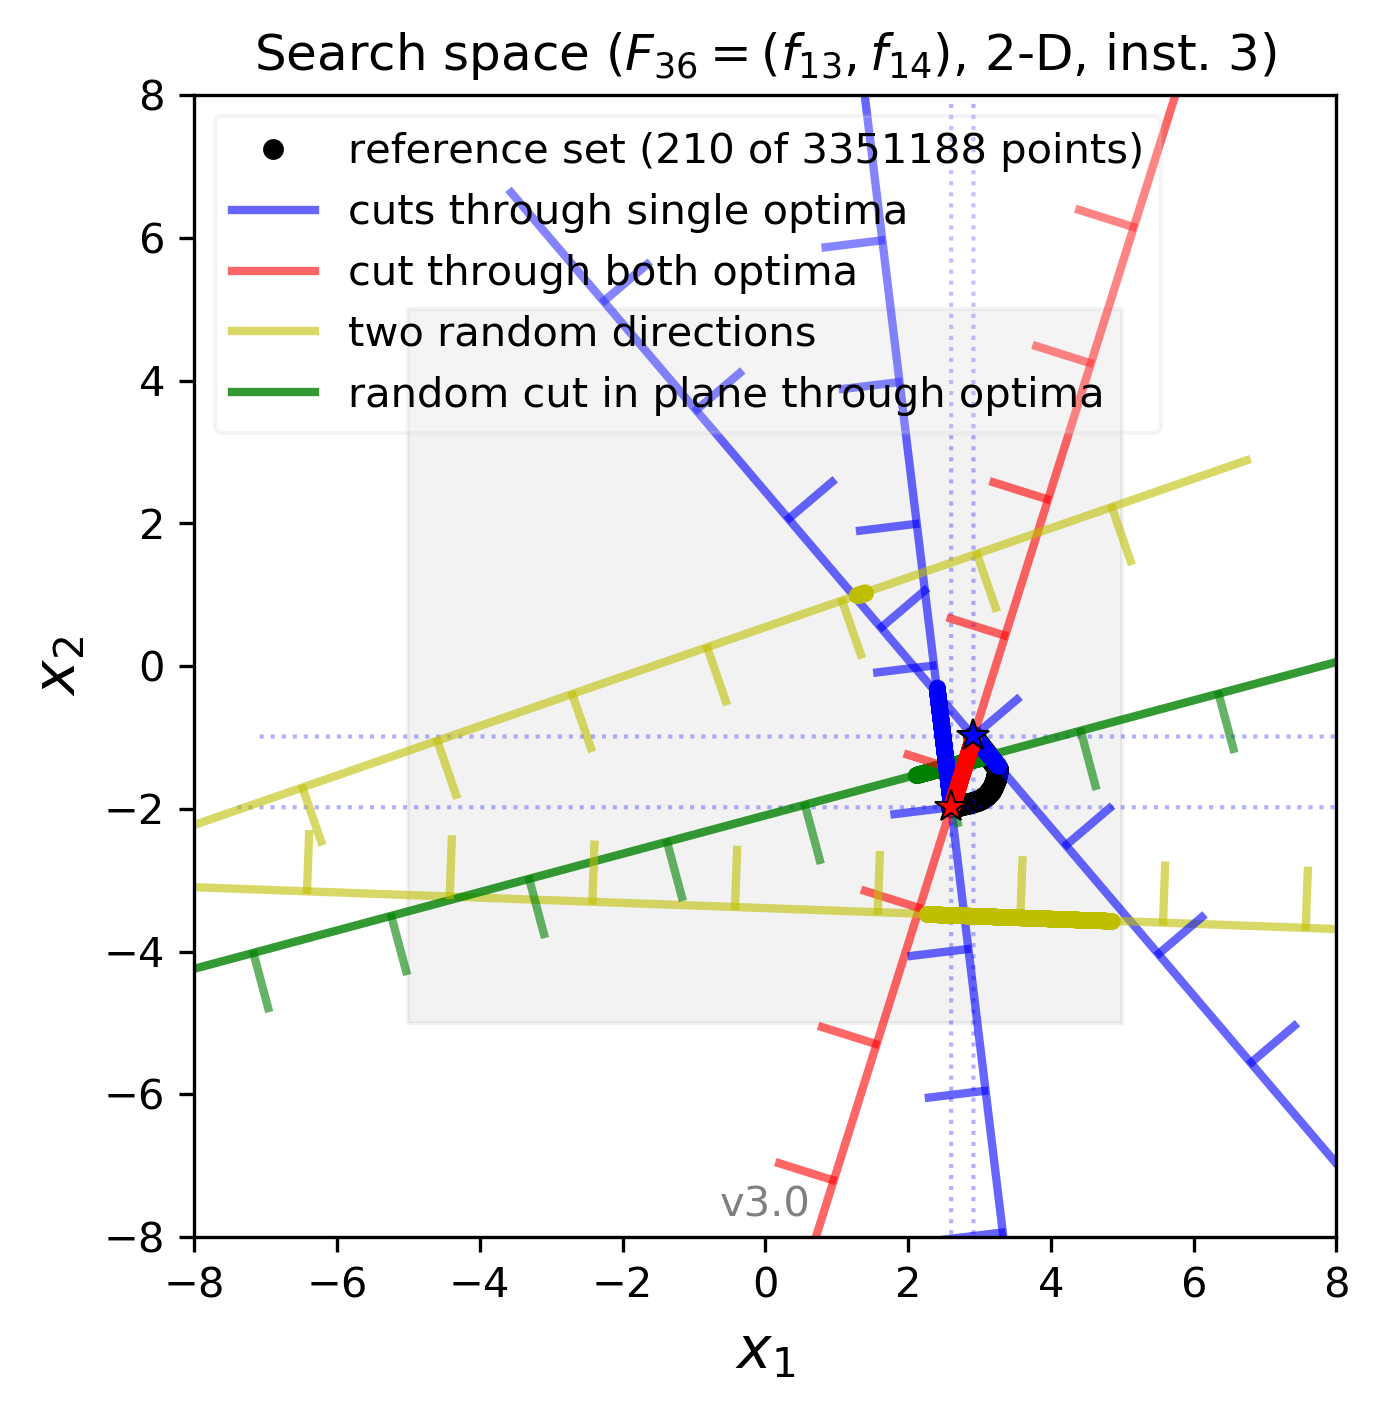 Search space (F36 = (f13, f14), 2-D, inst. 3)
reference set (210 of 3351188 points)
cuts through single optima
cut through both optima
two random directions
random cut in plane through optima
8
6
4
2
0
−2
−4
−6
−8
x2
v3.0
−8 −6 −4 −2 0 2 4 6 8
x1